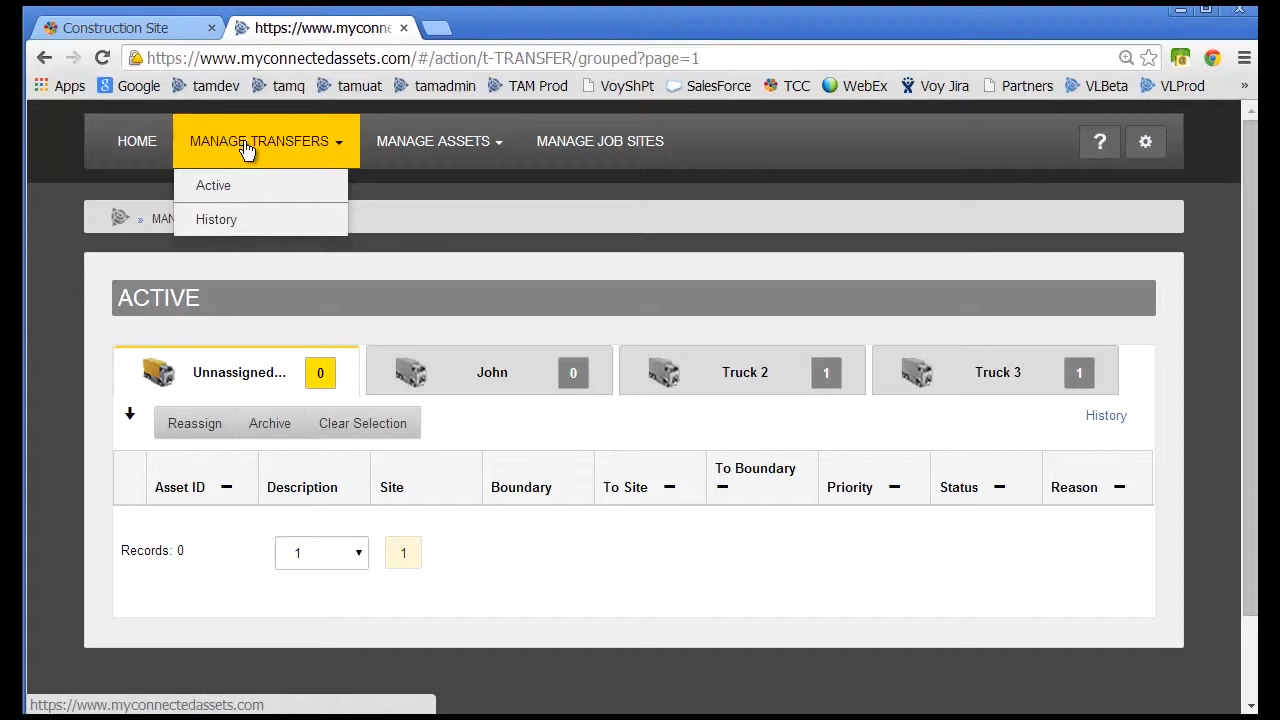 Construction Site × https://www.myconne ×
https://www.myconnectedassets.com/#/action/t-TRANSFER/grouped?page=1
Apps Google tamdev tamq tamuat tamadmin TAM Prod VoyShPt SalesForce TCC WebEx Voy Jira Partners VLBeta VLProd »
HOME MANAGE TRANSFERS MANAGE ASSETS MANAGE JOB SITES ?
Active
» MAN
History
ACTIVE
Unnassigned... 0 John 0 Truck 2 1 Truck 3 1
Reassign Archive Clear Selection History
Asset ID Description Site Boundary To Site To Boundary Priority Status Reason
Records: 0 1 1
https://www.myconnectedassets.com